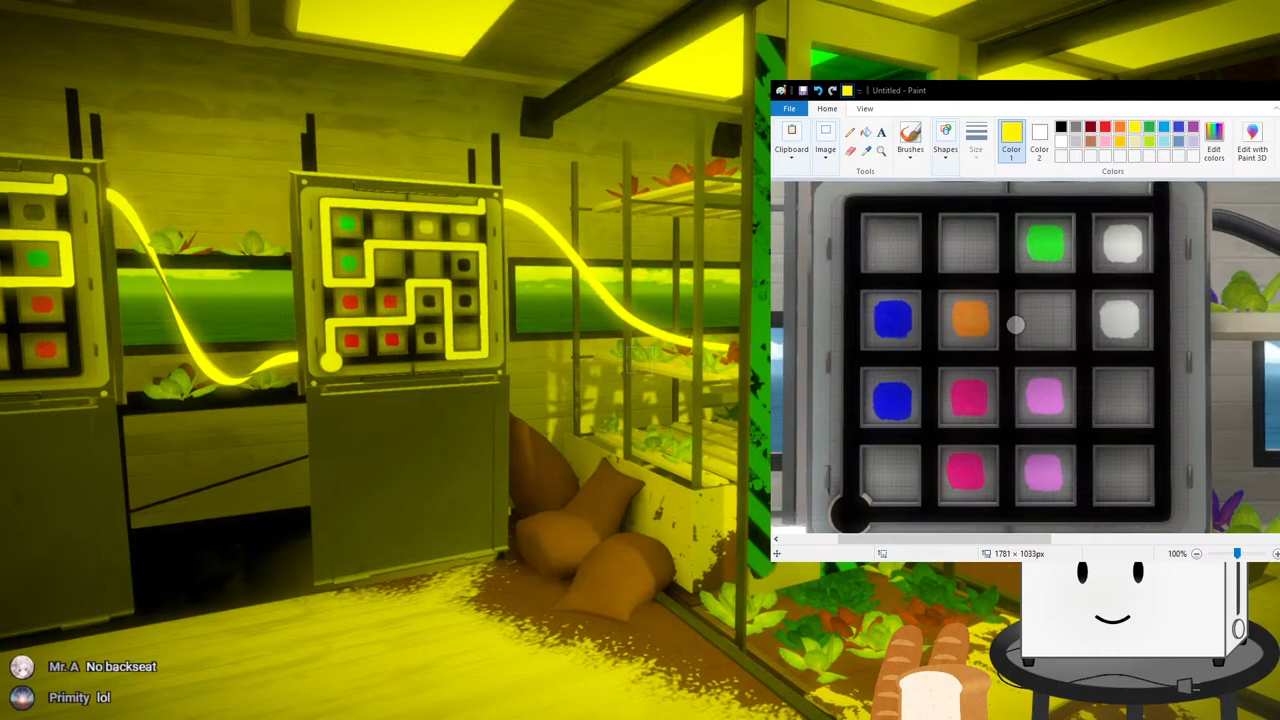 Untitled - Paint
File
Home
View
Clipboard
Image
A
Tools
Brushes
Shapes
Size
Color
1
Color
2
Colors
Edit
colors
Edit with
Paint 3D
1781 × 1033px
100%
Mr. A No backseat
Primity lol